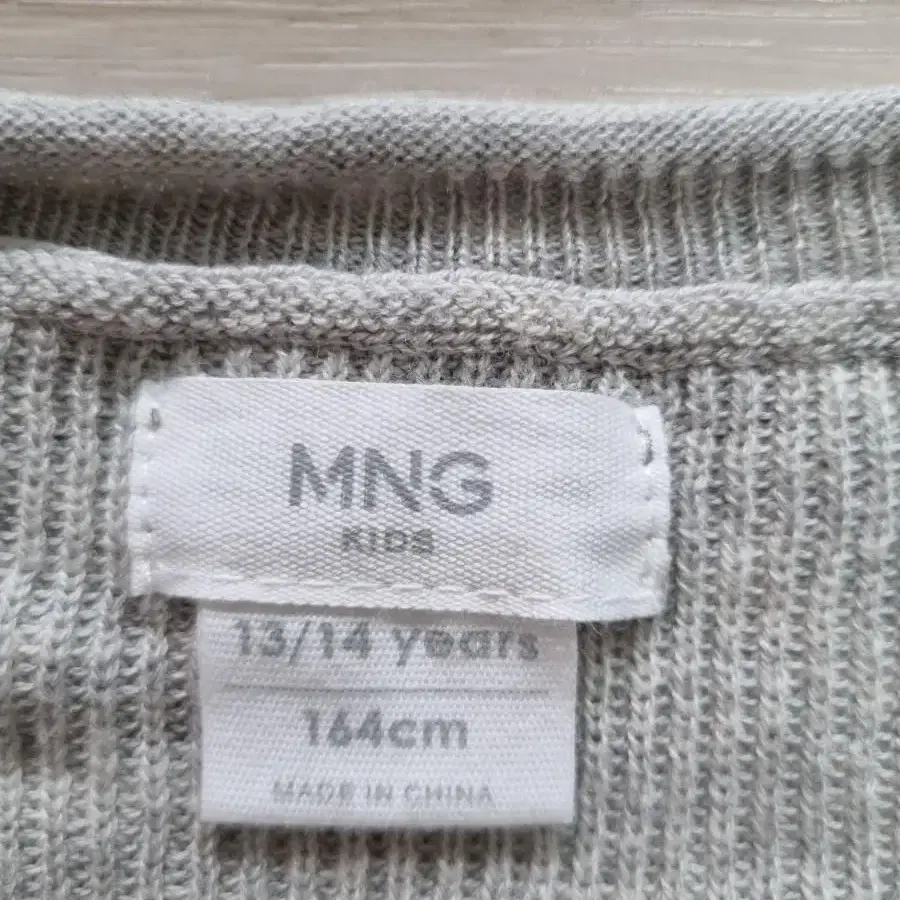 MNG
KIDS
13/14 years
164cm
MADE IN CHINA